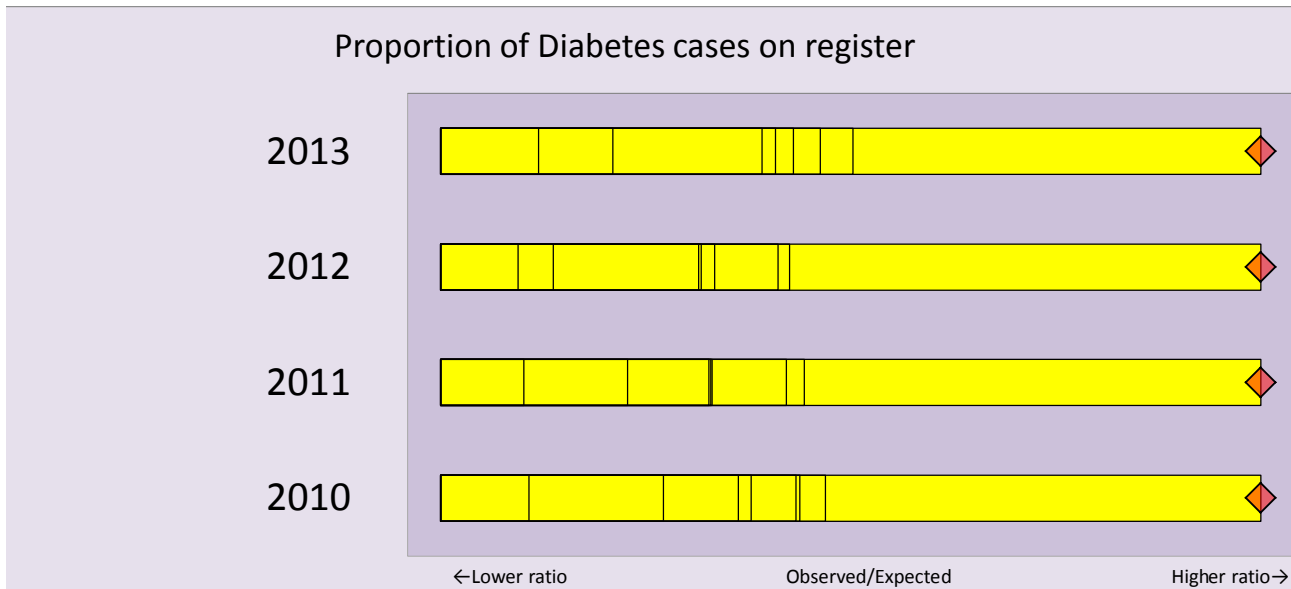 Proportion of Diabetes cases on register
2013
2012
2011
2010
←Lower ratio Observed/Expected Higher ratio→